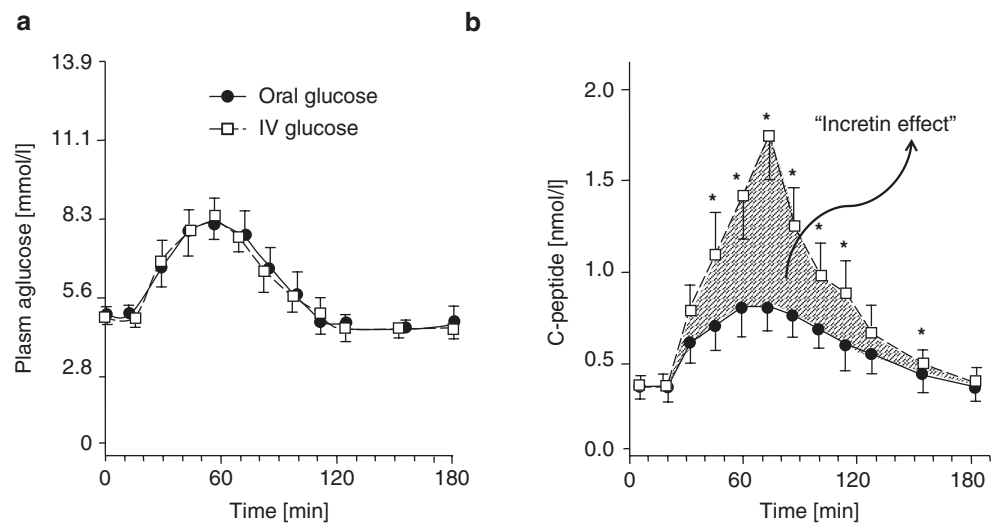 a
Plasm aglucose [mmol/l]
13.9
11.1
8.3
5.6
2.8
0
Oral glucose
IV glucose
0 60 120 180
Time [min]
b
C-peptide [nmol/l]
2.0
1.5
1.0
0.5
0.0
"Incretin effect"
* * * * * * *
0 60 120 180
Time [min]